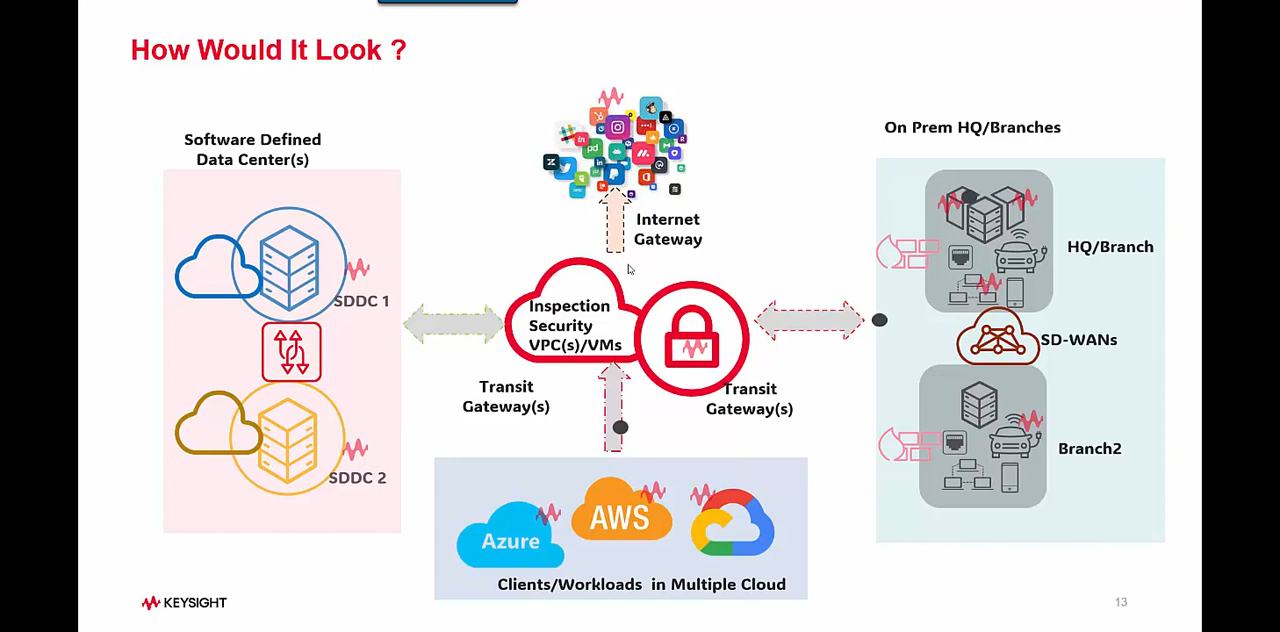 How Would It Look ?
Software Defined
Data Center(s)
On Prem HQ/Branches
Internet
Gateway
HQ/Branch
SDDC 1
Inspection
Security
VPC(s)/VMs
SD-WANs
Transit
Gateway(s)
Transit
Gateway(s)
SDDC 2
Branch2
Azure
AWS
Clients/Workloads in Multiple Cloud
KEYSIGHT
13